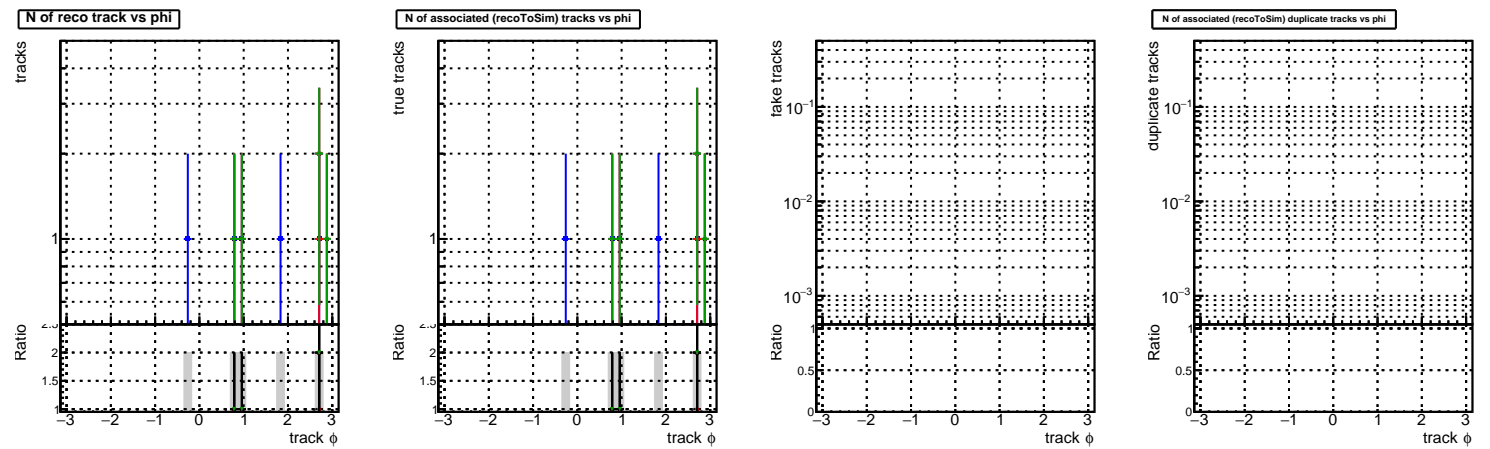 N of reco track vs phi
tracks
1
2.5
Ratio
2
1.5
1
−3 −2 −1 0 1 2 3
track ϕ
N of associated (recoToSim) tracks vs phi
true tracks
1
2.5
Ratio
2
1.5
1
−3 −2 −1 0 1 2 3
track ϕ
fake tracks
10−1
10−2
10−3
Ratio
1
0.5
0
−3 −2 −1 0 1 2 3
track ϕ
N of associated (recoToSim) duplicate tracks vs phi
duplicate tracks
10−1
10−2
10−3
Ratio
1
0.5
0
−3 −2 −1 0 1 2 3
track ϕ